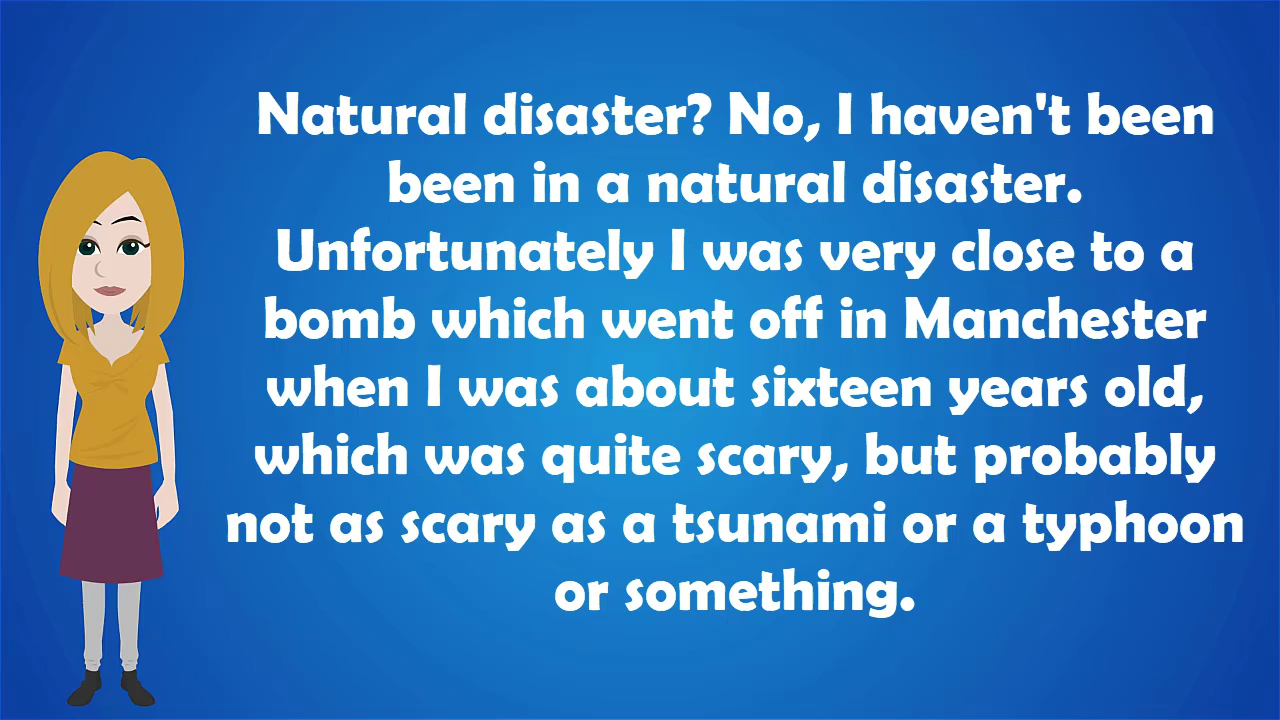 Natural disaster? No, I haven't been
been in a natural disaster.
Unfortunately I was very close to a
bomb which went off in Manchester
when I was about sixteen years old,
which was quite scary, but probably
not as scary as a tsunami or a typhoon
or something.